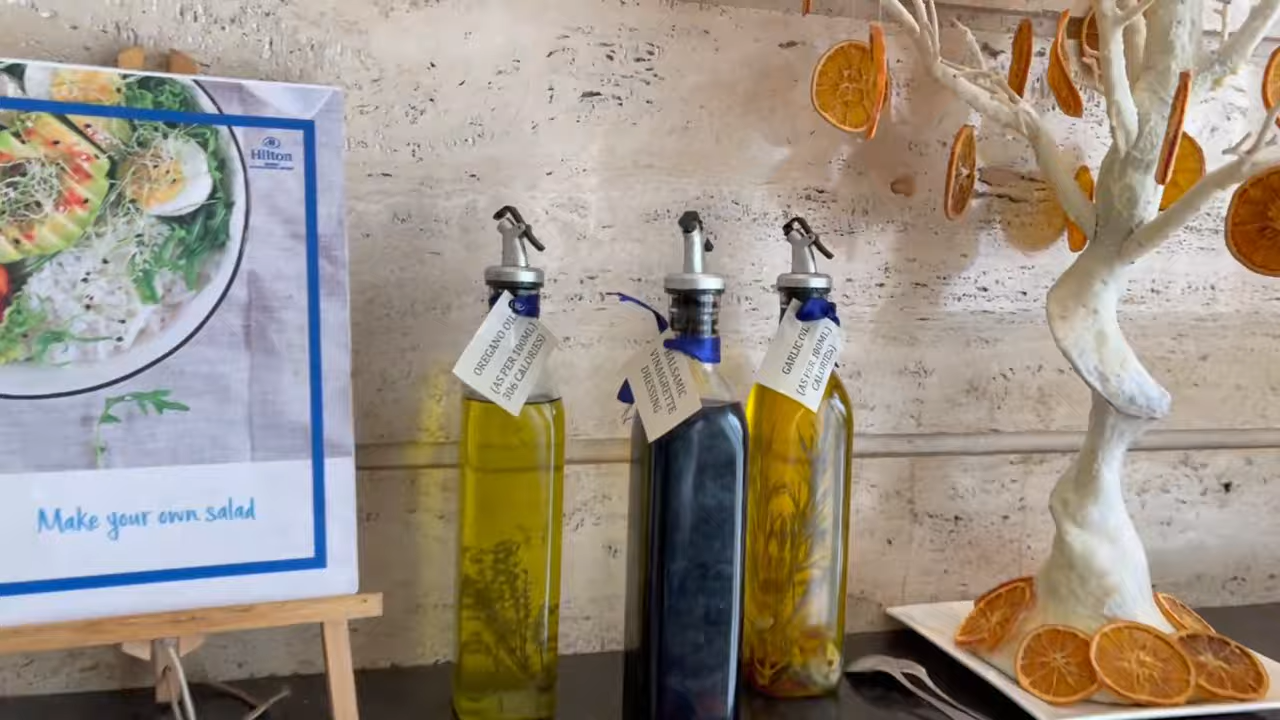 Hilton
Make your own salad
OREGANO OIL
(AS PER 100ML)
306 CALORIES)
BALSAMIC
VINAIGRETTE
DRESSING
GARLIC OIL
(AS PER 100ML)
CALORIES)